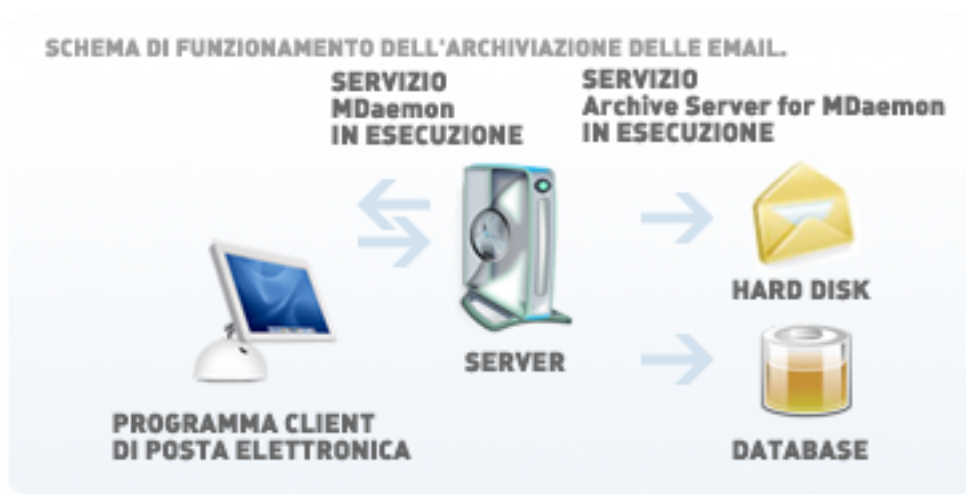 SCHEMA DI FUNZIONAMENTO DELL'ARCHIVIAZIONE DELLE EMAIL.
SERVIZIO
MDaemon
IN ESECUZIONE
SERVIZIO
Archive Server for MDaemon
IN ESECUZIONE
HARD DISK
SERVER
PROGRAMMA CLIENT
DI POSTA ELETTRONICA
DATABASE